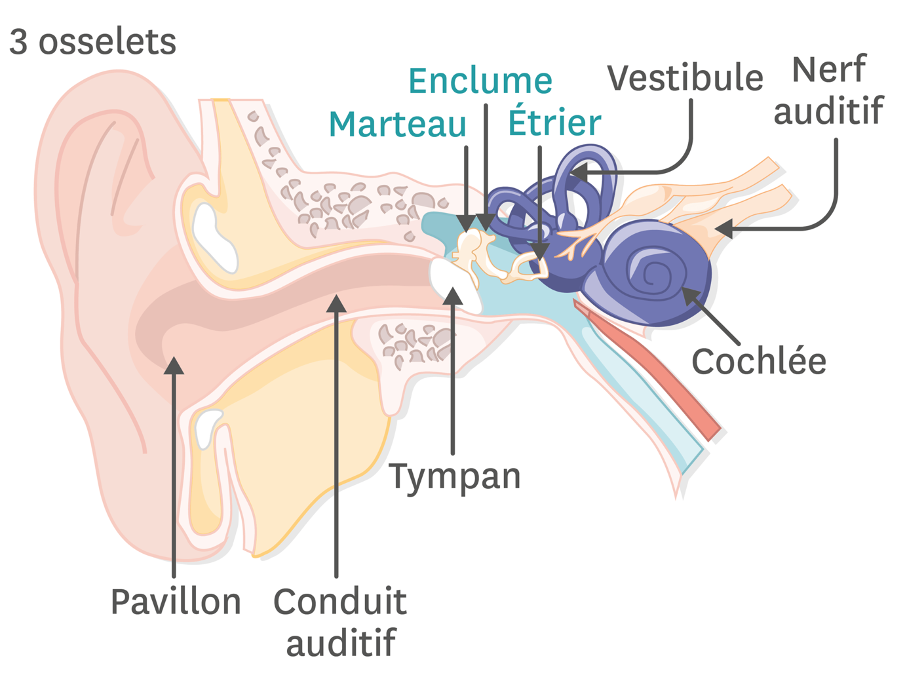 3 osselets
Enclume
Marteau
Étrier
Vestibule
Nerf
auditif
Cochlée
Tympan
Pavillon
Conduit
auditif